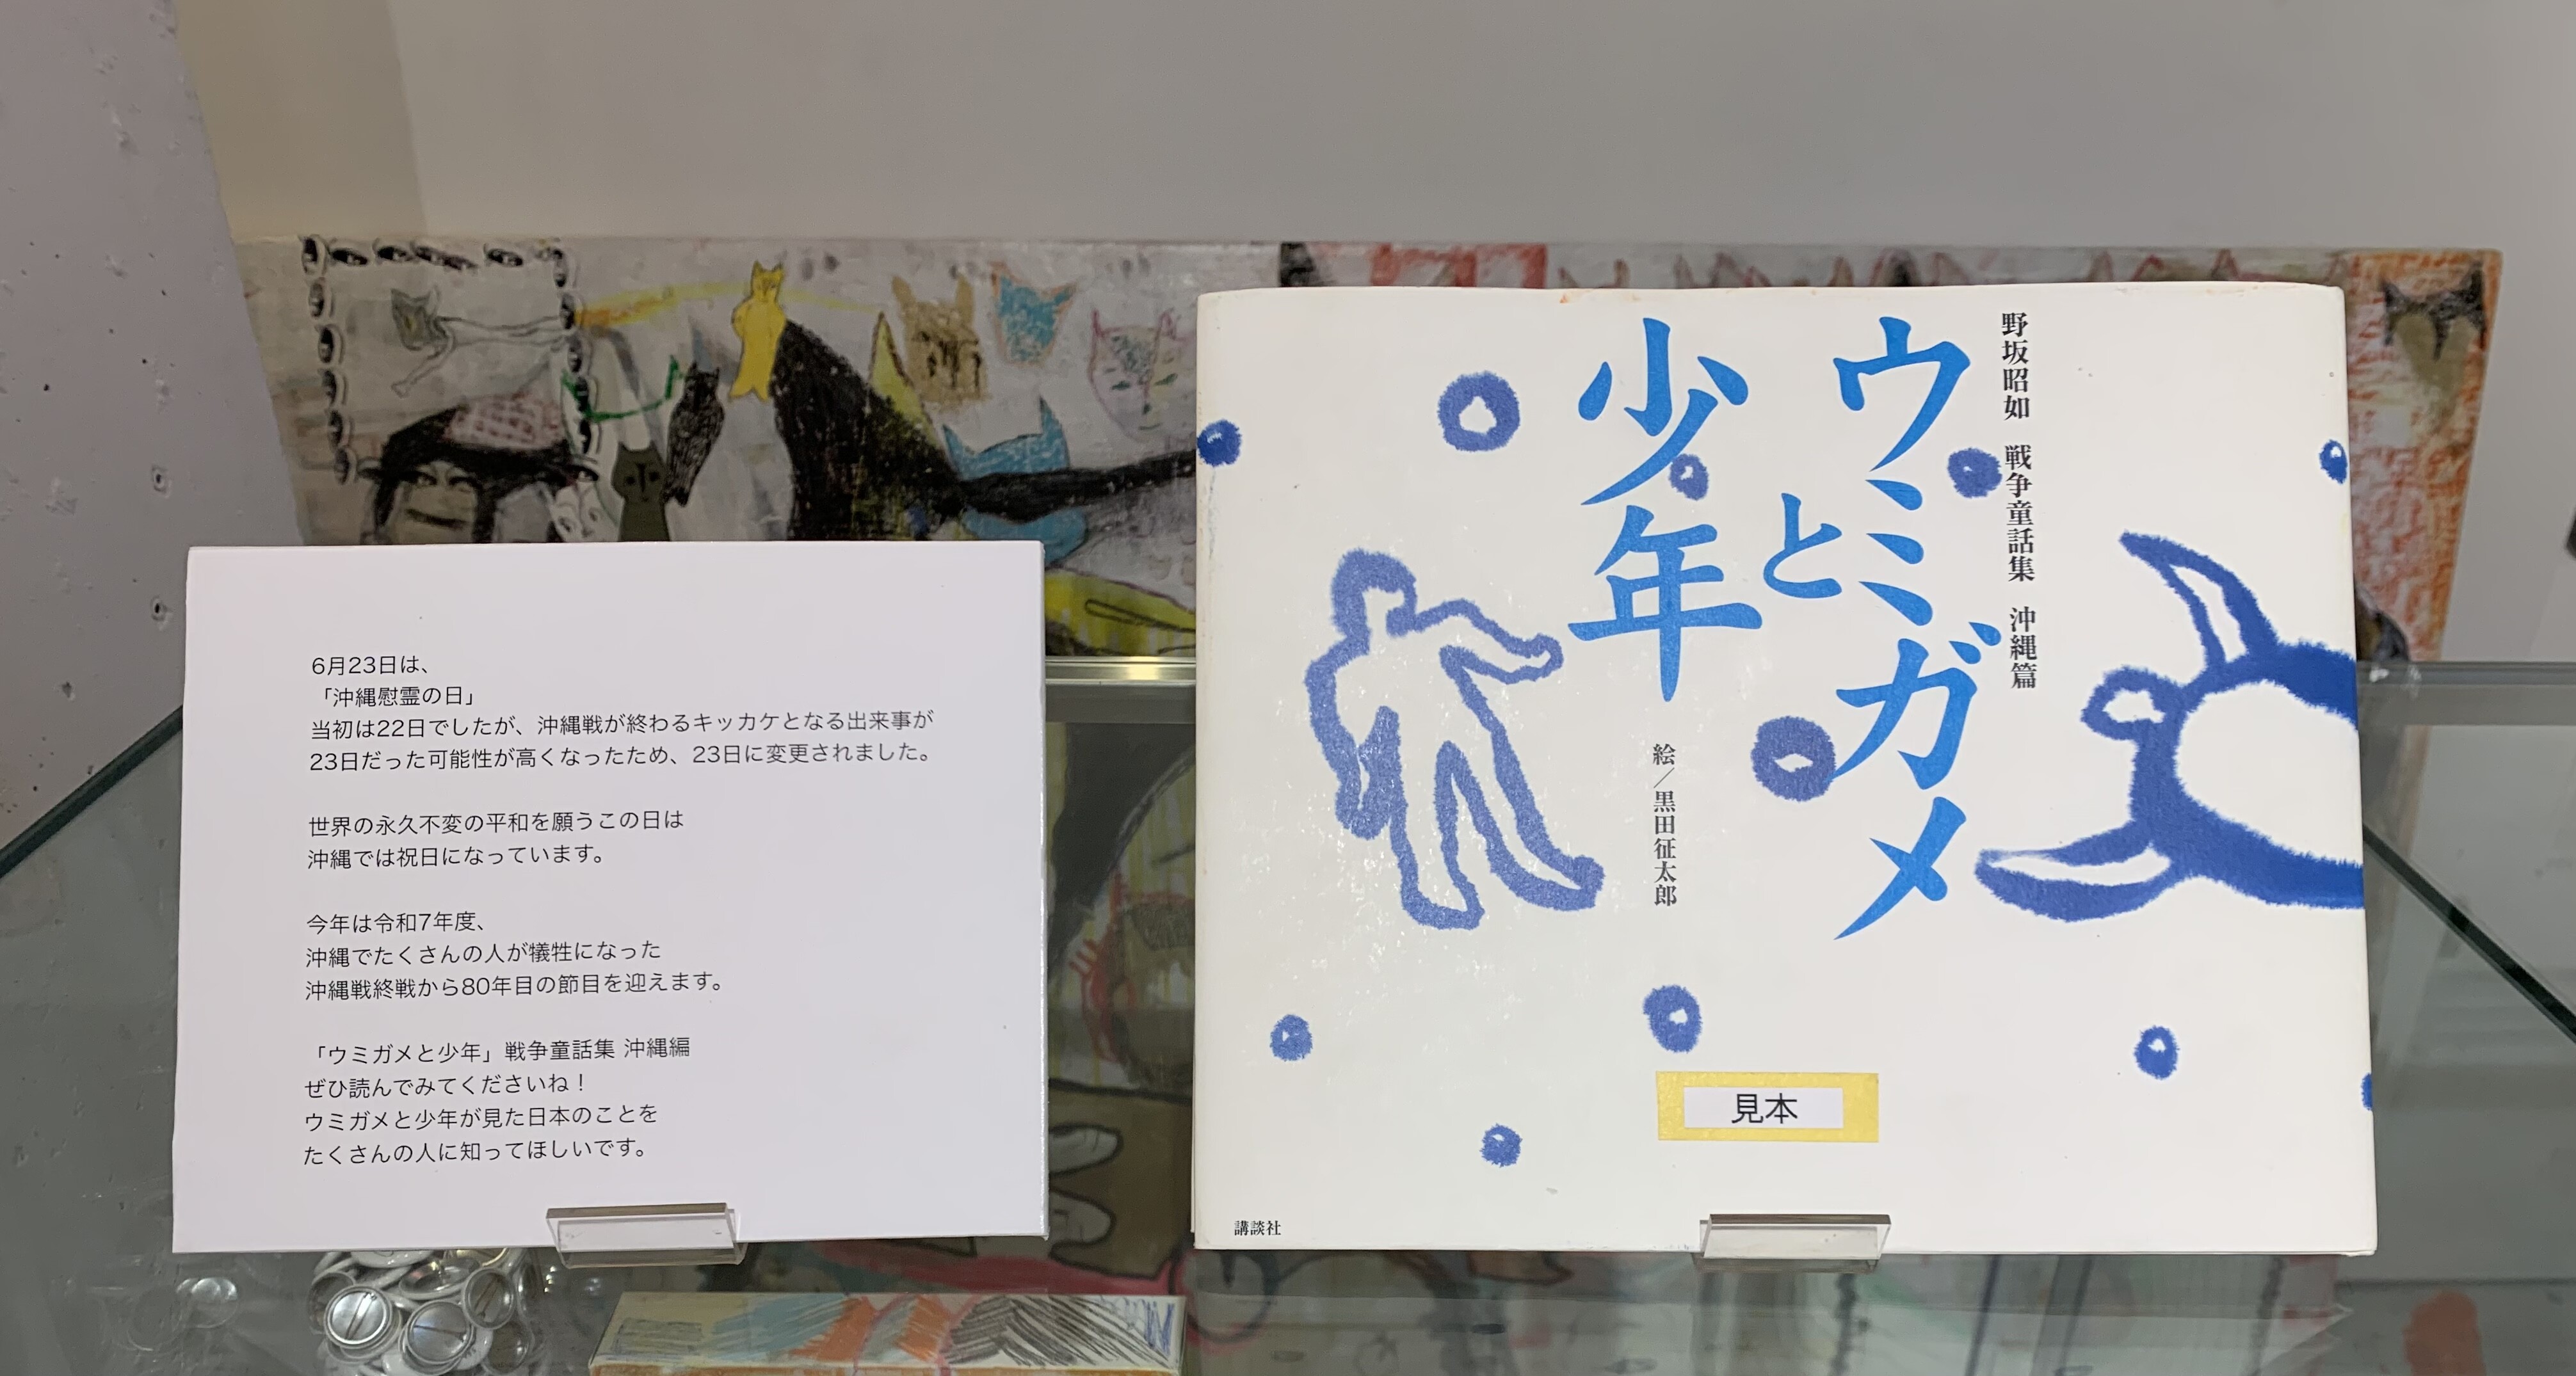 6月23日は、
「沖縄慰霊の日」
当初は22日でしたが、沖縄戦が終わるキッカケとなる出来事が
23日だった可能性が高くなったため、23日に変更されました。
世界の永久不変の平和を願うこの日は
沖縄では祝日になっています。
今年は令和7年度、
沖縄でたくさんの人が犠牲になった
沖縄戦終戦から80年目の節目を迎えます。
「ウミガメと少年」戦争童話集 沖縄編
ぜひ読んでみてくださいね！
ウミガメと少年が見た日本のことを
たくさんの人に知ってほしいです。
野坂昭如 戦争童話集 沖縄篇
ウミガメ
と
少年
絵／黒田征太郎
見本
講談社